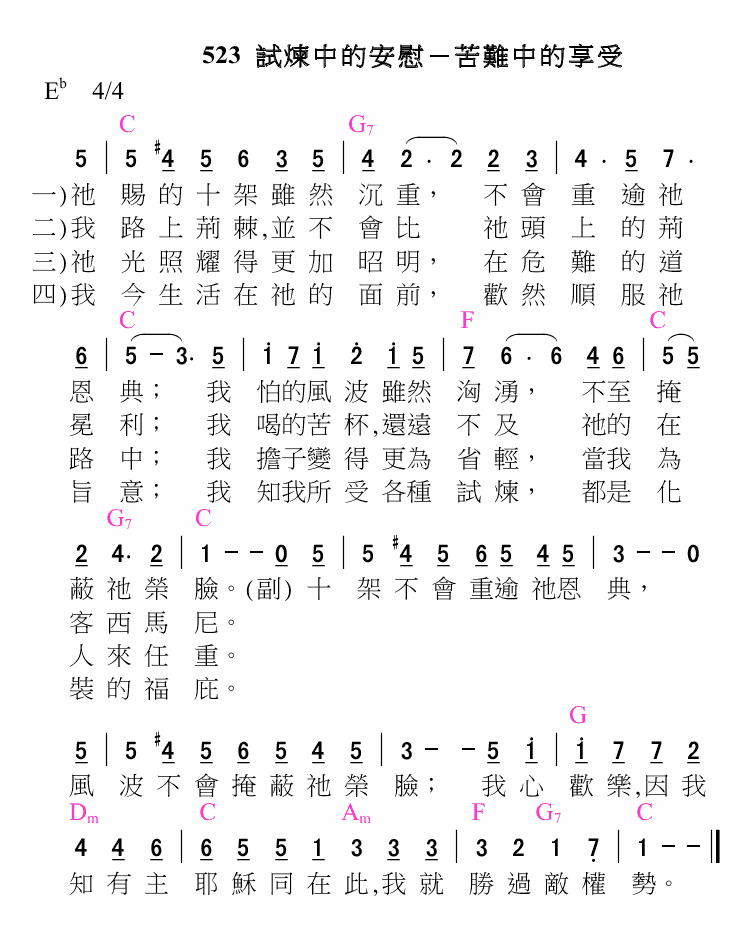 523 試煉中的安慰－苦難中的享受
E♭ 4/4
C G7
5 | 5 #4 5 6 3 5 | 4 2 . 2 2 3 | 4 . 5 7 .
一)祂 賜的十架雖然 沉重， 不會 重 逾祂
二)我 路上荊棘,並不 會比 祂頭 上 的荊
三)祂 光照耀得更加 昭明， 在危 難 的道
四)我 今生活在祂的 面前， 歡然 順 服祂
C F C
6 | 5 － 3. 5 | i 7 i 2 i 5 | 7 6 . 6 4 6 | 5 5
恩 典； 我 怕的風波雖然 洶湧， 不至 掩
冕 利； 我 喝的苦杯,還遠 不及 祂的 在
路 中； 我 擔子變得更為 省輕， 當我 為
旨 意； 我 知我所受各種 試煉， 都是 化
G7 C
2 4. 2 | 1 － － 0 5 | 5 #4 5 6 5 4 5 | 3 － － 0
蔽祂榮 臉。(副) 十 架不會重逾祂恩 典，
客西馬 尼。
人來任 重。
裝的福 庇。
G
5 | 5 #4 5 6 5 4 5 | 3 － － 5 i | i 7 7 2
風 波不會掩蔽祂榮 臉； 我心 歡樂,因我
Dm C Am F G7 C
4 4 6 | 6 5 5 1 3 3 3 | 3 2 1 7 | 1 － － ‖
知有主 耶穌同在此,我就 勝過敵權 勢。